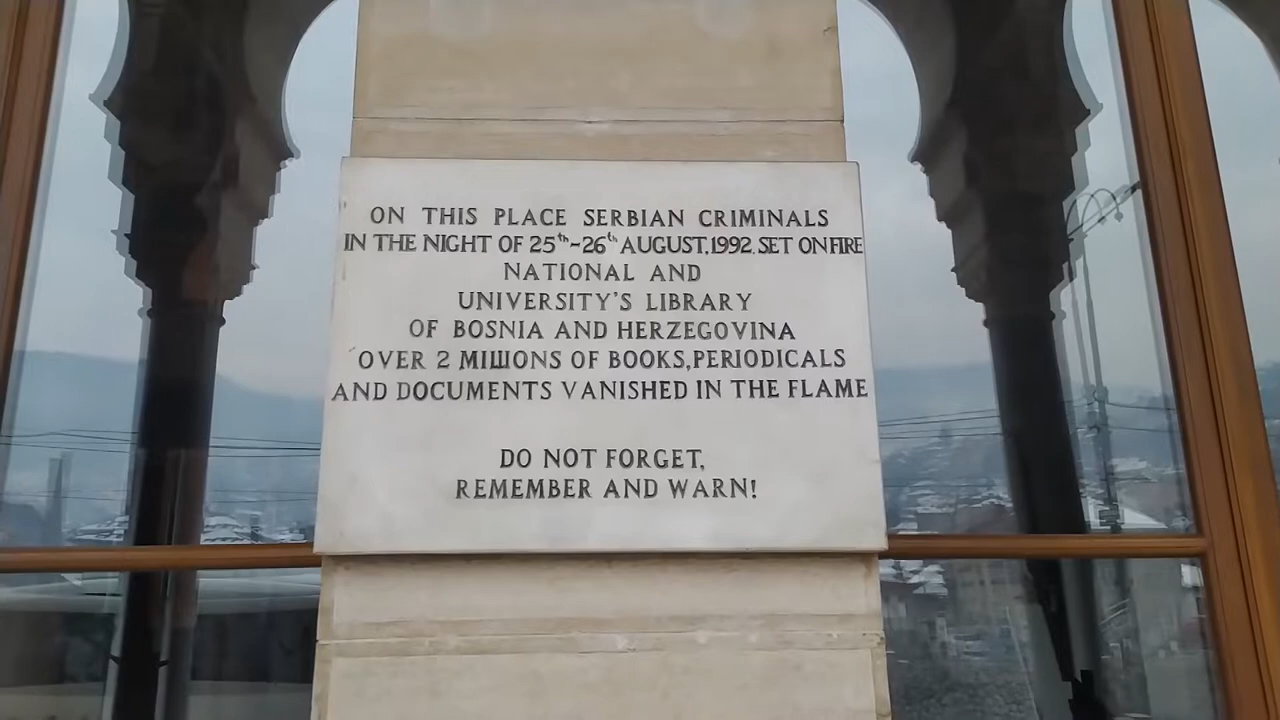 ON THIS PLACE SERBIAN CRIMINALS
IN THE NIGHT OF 25th-26th AUGUST,1992. SET ON FIRE
NATIONAL AND
UNIVERSITY'S LIBRARY
OF BOSNIA AND HERZEGOVINA
OVER 2 MILLIONS OF BOOKS,PERIODICALS
AND DOCUMENTS VANISHED IN THE FLAME
DO NOT FORGET,
REMEMBER AND WARN!